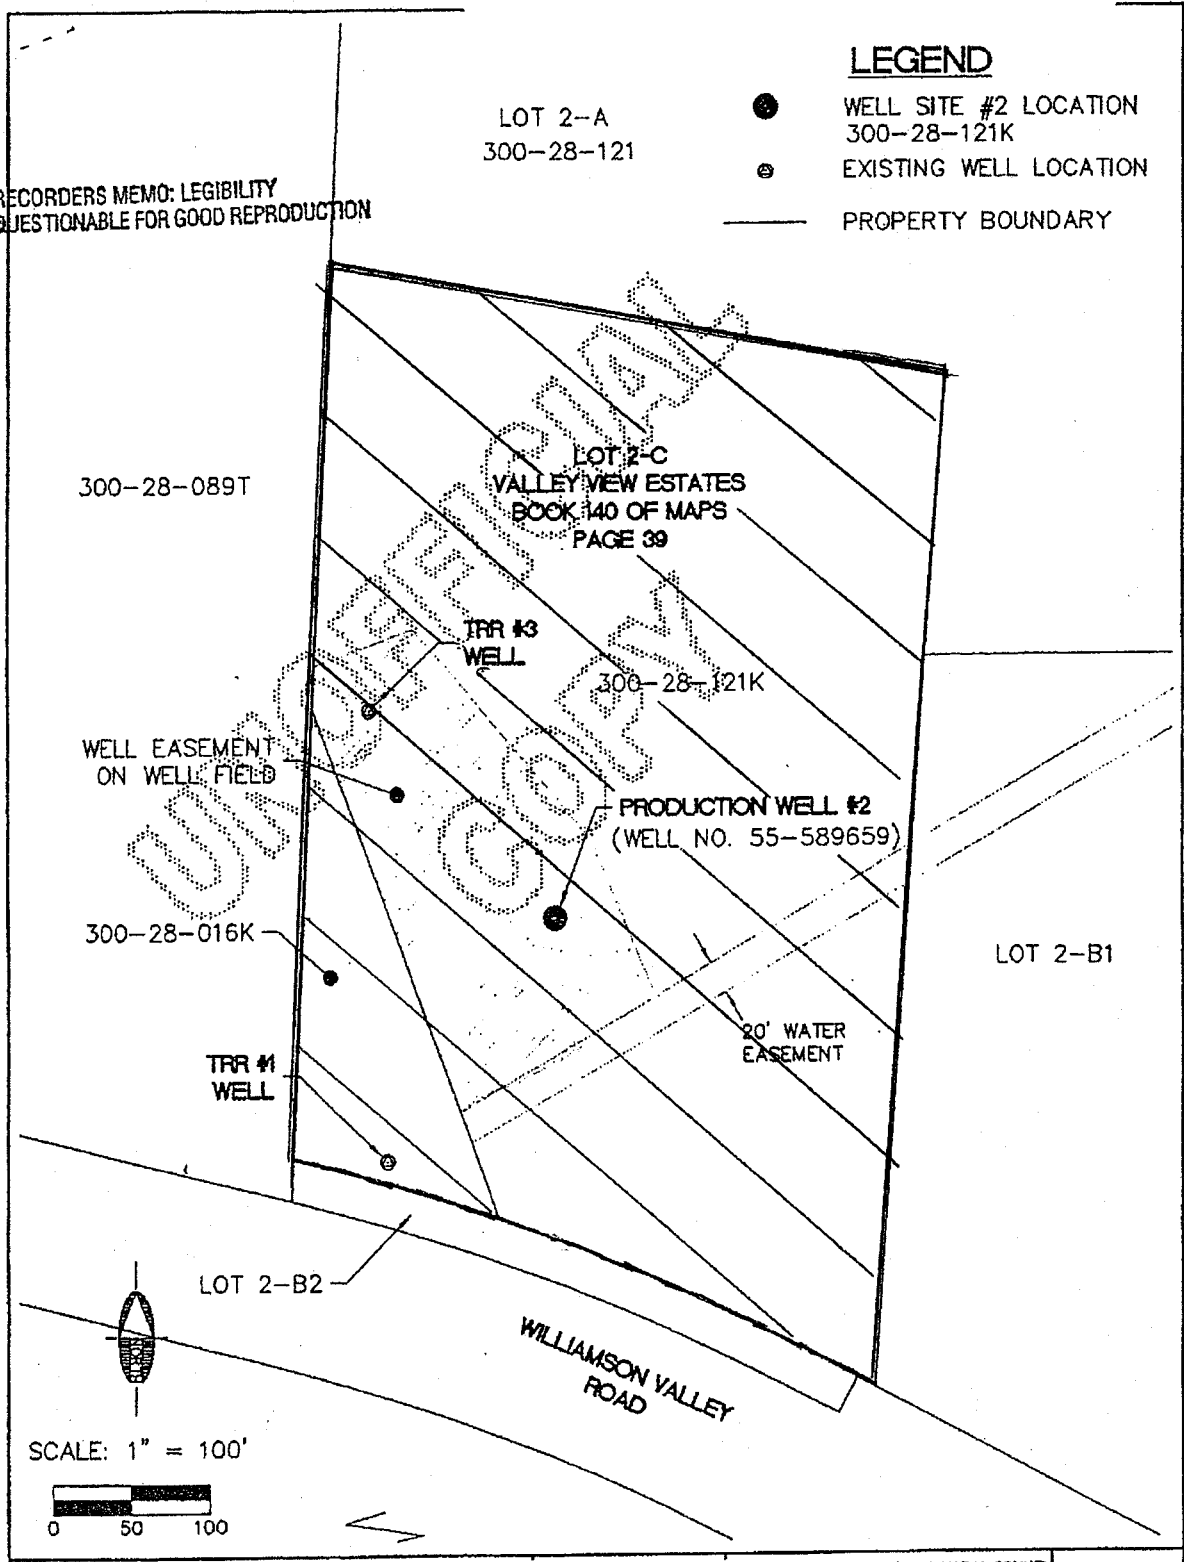 LEGEND
WELL SITE #2 LOCATION
300-28-121K
EXISTING WELL LOCATION
PROPERTY BOUNDARY
LOT 2-A
300-28-121
RECORDERS MEMO: LEGIBILITY
QUESTIONABLE FOR GOOD REPRODUCTION
UNOFFICIAL
COPY
300-28-089T
LOT 2-C
VALLEY VIEW ESTATES
BOOK 140 OF MAPS
PAGE 39
TRR #3
WELL
300-28-121K
WELL EASEMENT
ON WELL FIELD
PRODUCTION WELL #2
(WELL NO. 55-589659)
300-28-016K
LOT 2-B1
20' WATER
EASEMENT
TRR #1
WELL
LOT 2-B2
WILLIAMSON VALLEY
ROAD
SCALE: 1" = 100'
0 50 100